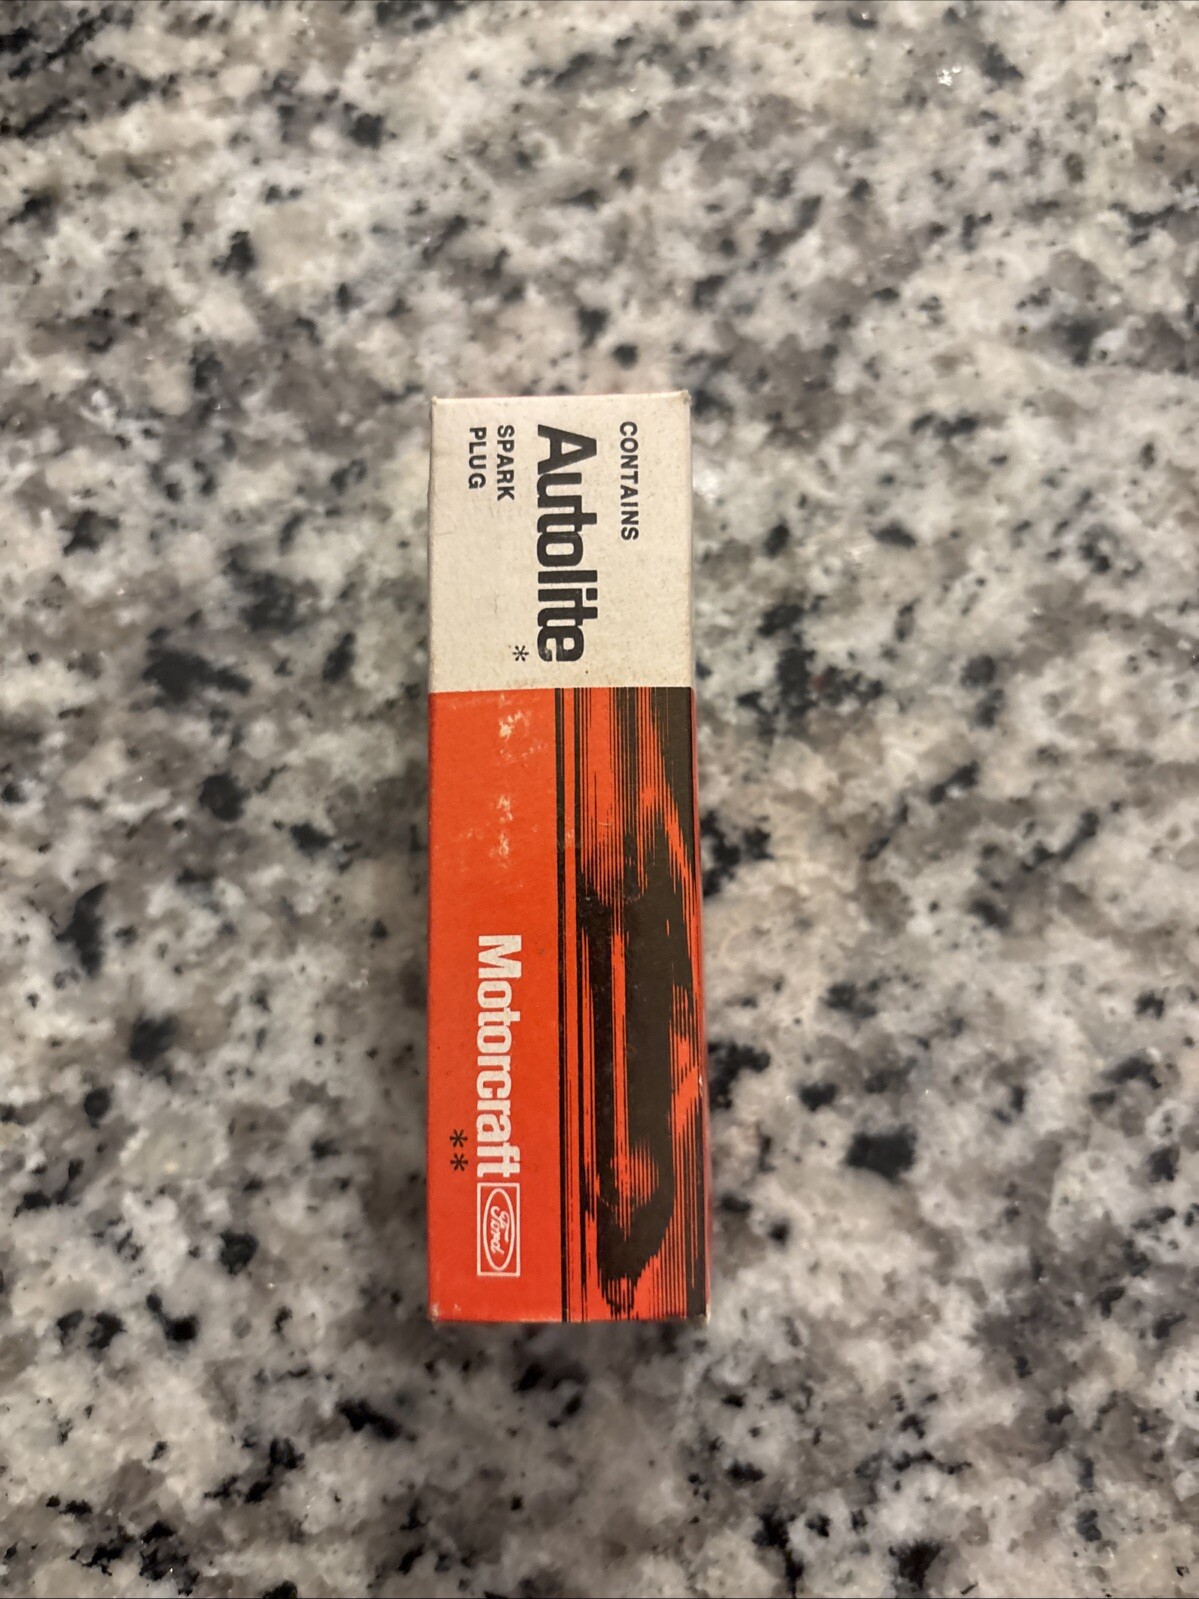 CONTAINS
Autolite
*
SPARK
PLUG
Motorcraft Ford
**